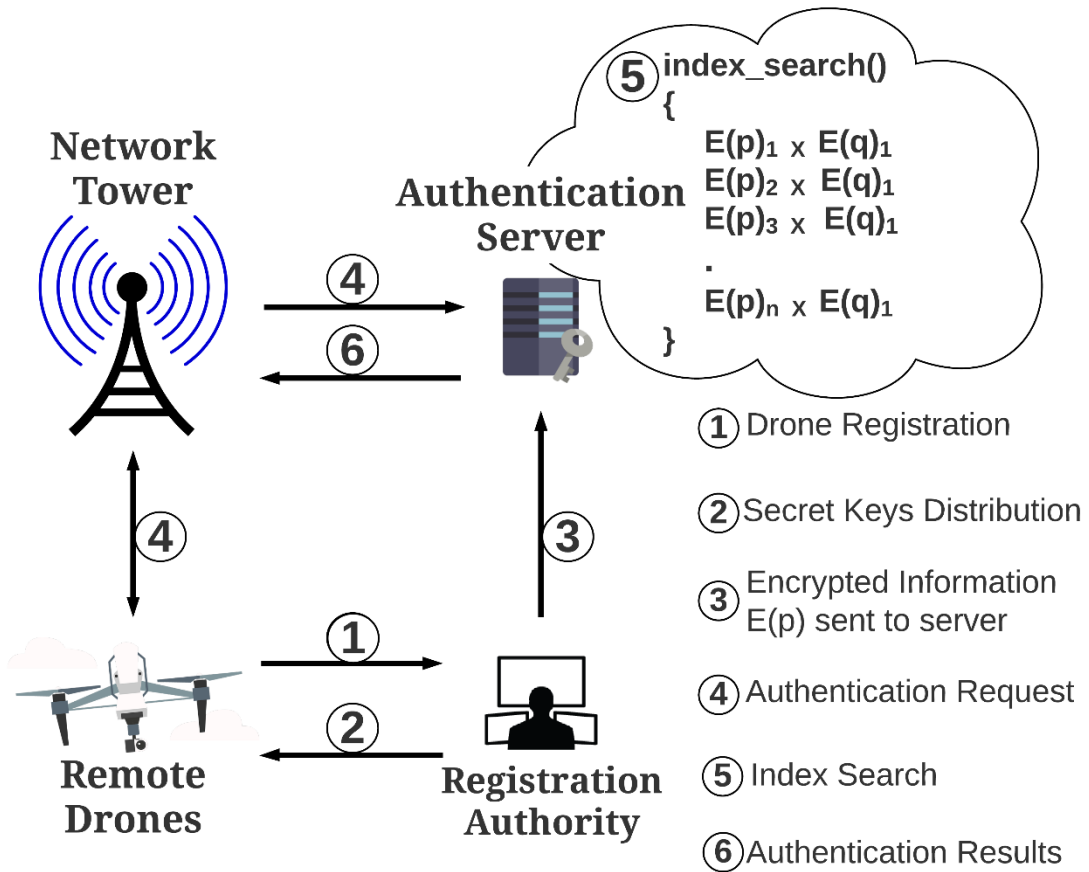 Network
Tower
Authentication
Server
5 index_search()
{
E(p)₁ x E(q)₁
E(p)₂ x E(q)₁
E(p)₃ x E(q)₁
.
E(p)ₙ x E(q)₁
}
4
6
4
3
1
2
Remote
Drones
Registration
Authority
1 Drone Registration
2 Secret Keys Distribution
3 Encrypted Information
E(p) sent to server
4 Authentication Request
5 Index Search
6 Authentication Results